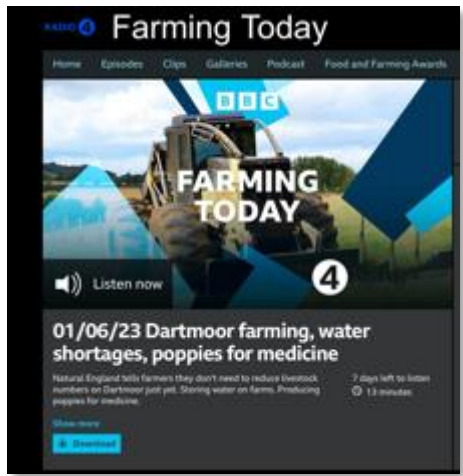 RADIO 4 Farming Today
Home Episodes Clips Galleries Podcast Food and Farming Awards
BBC
FARMING
TODAY
Listen now
4
01/06/23 Dartmoor farming, water
shortages, poppies for medicine
Natural England tells farmers they don't need to reduce livestock
numbers on Dartmoor just yet. Storing water on farms. Producing
poppies for medicine.
7 days left to listen
13 minutes
Show more
Download